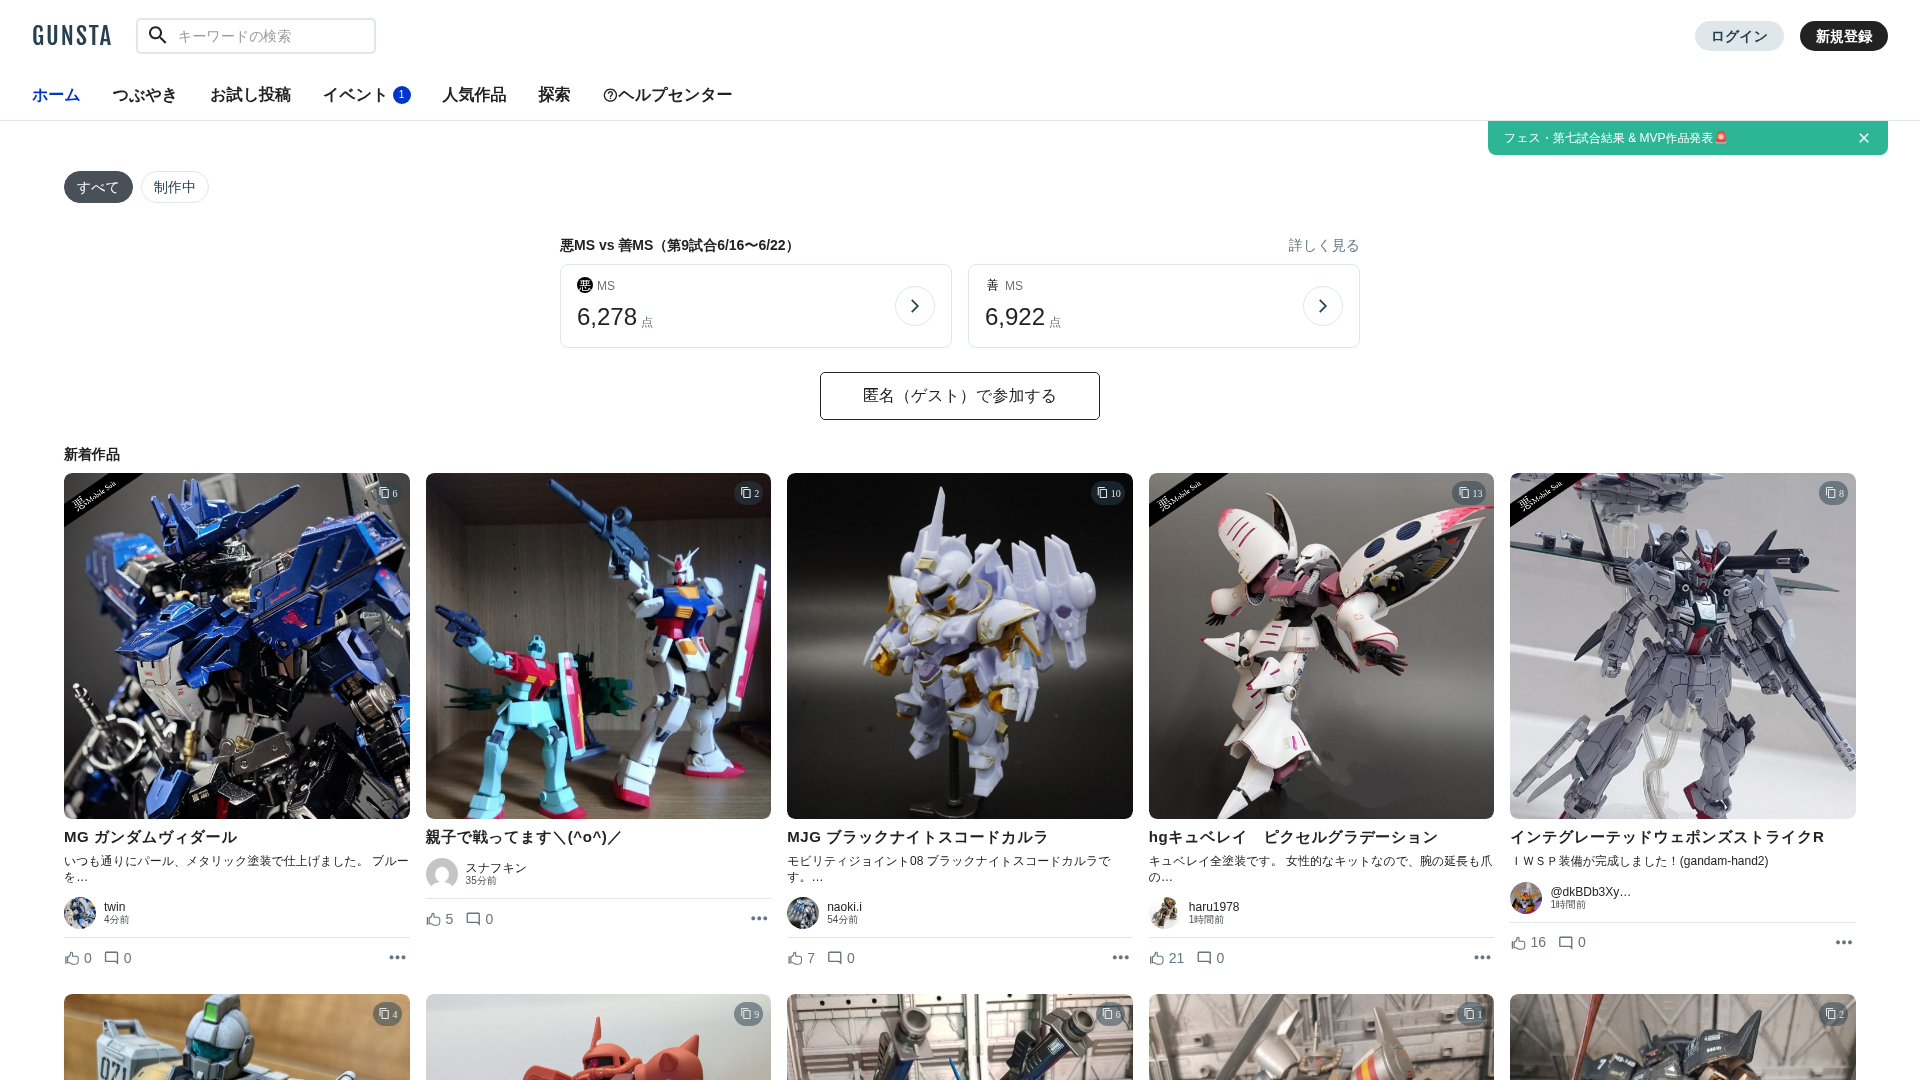 GUNSTA
キーワードの検索
ログイン
新規登録
ホーム
つぶやき
お試し投稿
イベント 1
人気作品
探索
ヘルプセンター
フェス・第七試合結果 & MVP作品発表🚨
すべて
制作中
悪MS vs 善MS（第9試合6/16〜6/22）
詳しく見る
悪 MS
6,278 点
善 MS
6,922 点
匿名（ゲスト）で参加する
新着作品
悪Mobile Suit
6
2
10
悪Mobile Suit
13
悪Mobile Suit
8
MG ガンダムヴィダール
いつも通りにパール、メタリック塗装で仕上げました。 ブルー
を…
twin
4分前
0
0
親子で戦ってます＼(^o^)／
スナフキン
35分前
5
0
MJG ブラックナイトスコードカルラ
モビリティジョイント08 ブラックナイトスコードカルラで
す。…
naoki.i
54分前
7
0
hgキュベレイ　ピクセルグラデーション
キュベレイ全塗装です。 女性的なキットなので、腕の延長も爪
の…
haru1978
1時間前
21
0
インテグレーテッドウェポンズストライクR
ＩＷＳＰ装備が完成しました！(gandam-hand2)
@dkBDb3Xy…
1時間前
16
0
4
071
9
6
1
2